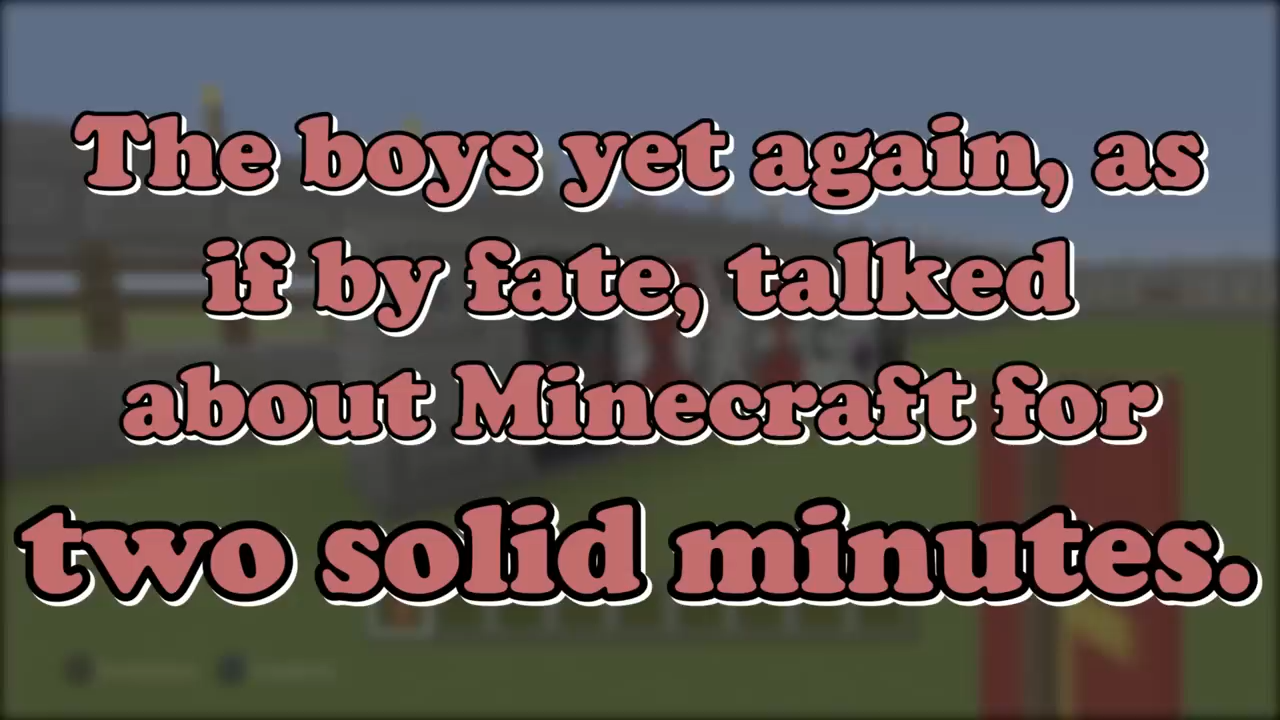 The boys yet again, as
if by fate, talked
about Minecraft for
two solid minutes.